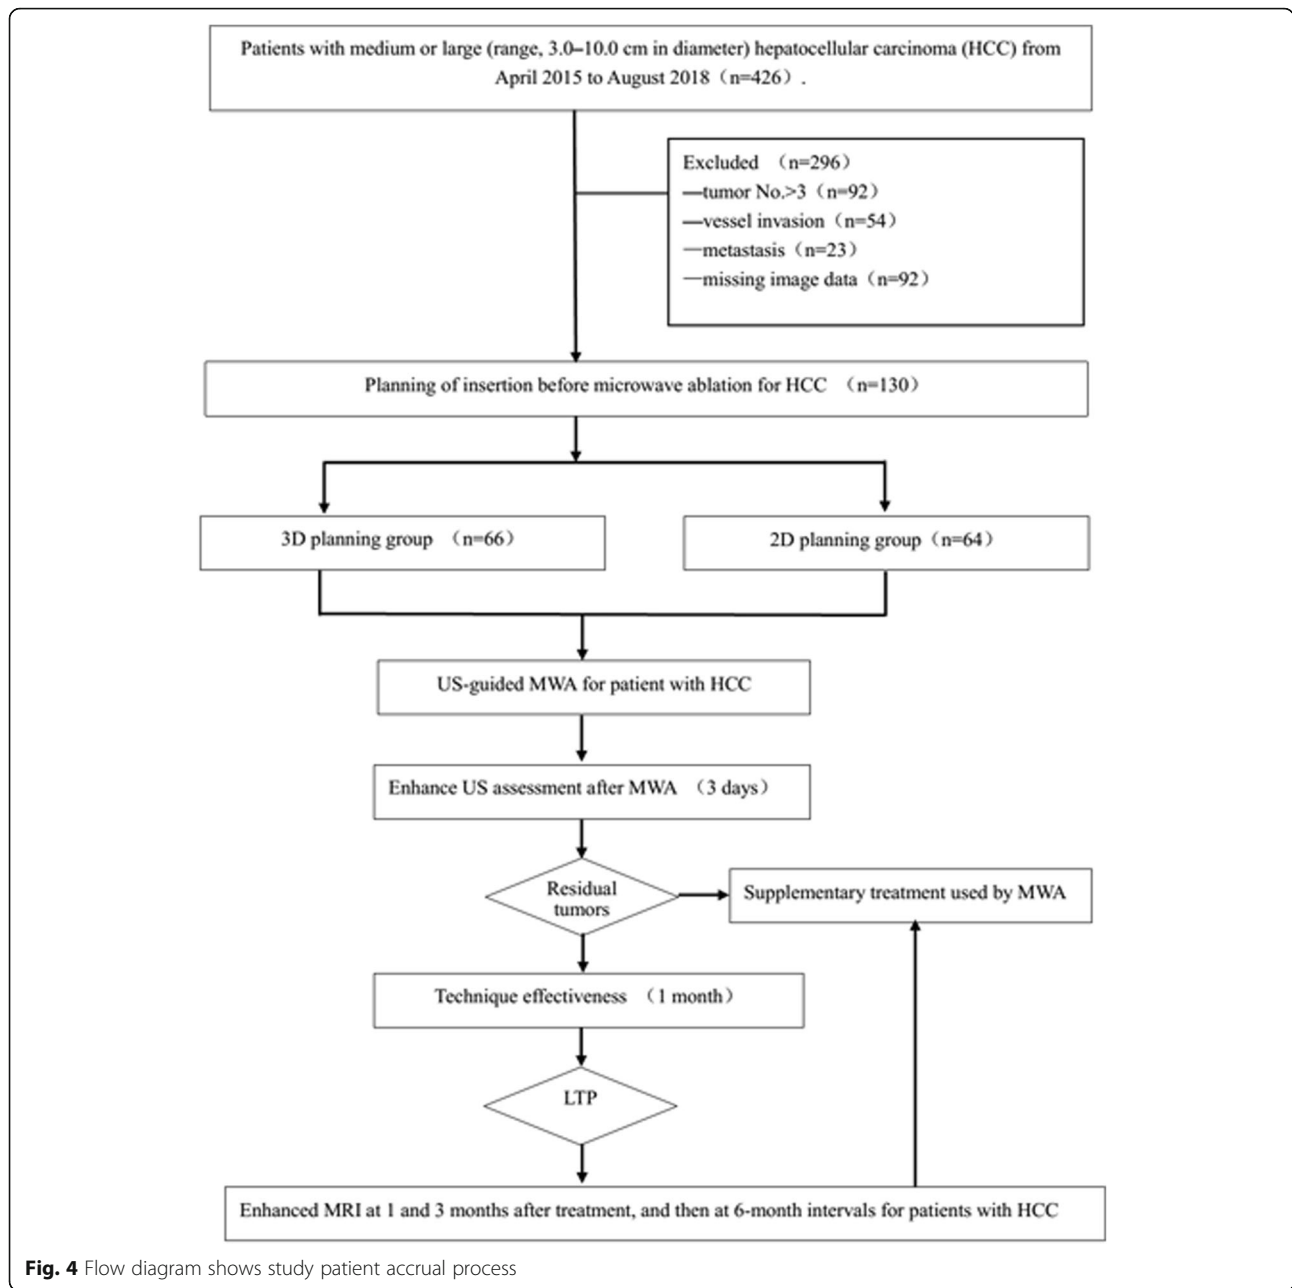 Patients with medium or large (range, 3.0–10.0 cm in diameter) hepatocellular carcinoma (HCC) from
April 2015 to August 2018（n=426）.
Excluded （n=296）
—tumor No.>3（n=92）
—vessel invasion（n=54）
—metastasis（n=23）
—missing image data（n=92）
Planning of insertion before microwave ablation for HCC （n=130）
3D planning group （n=66）
2D planning group（n=64）
US-guided MWA for patient with HCC
Enhance US assessment after MWA （3 days）
Residual
tumors
Supplementary treatment used by MWA
Technique effectiveness （1 month）
LTP
Enhanced MRI at 1 and 3 months after treatment, and then at 6-month intervals for patients with HCC
Fig. 4 Flow diagram shows study patient accrual process